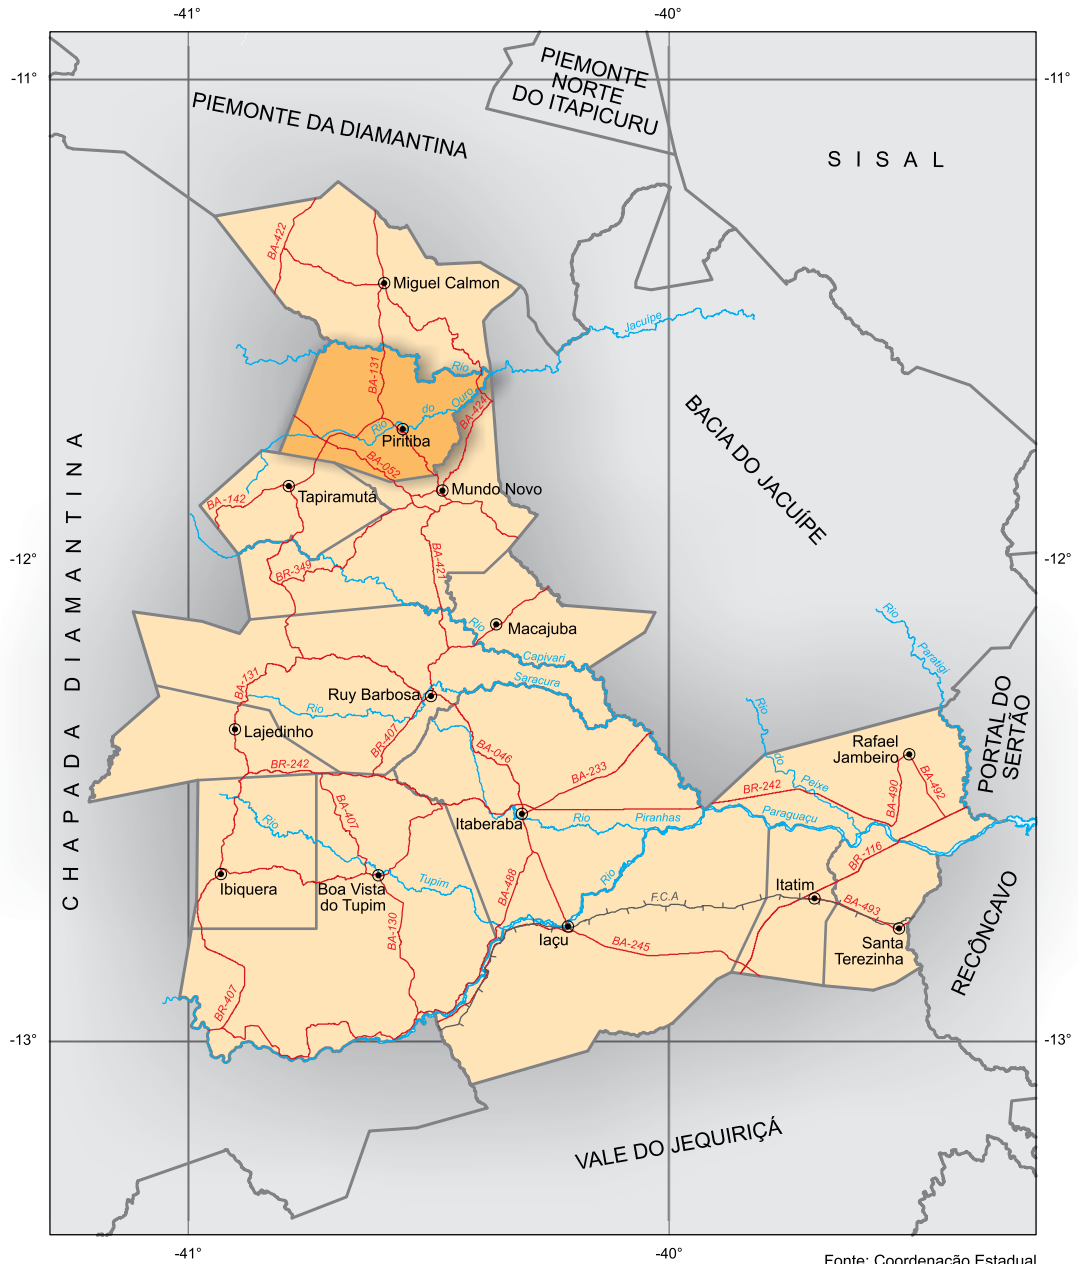 -41°
-40°
-11°
-11°
PIEMONTE
NORTE
DO ITAPICURU
PIEMONTE DA DIAMANTINA
SISAL
BA-422
Miguel Calmon
Jacuípe
Rio
BA-131
Ouro
do
Rio
BA-424
Piritiba
BA-052
BACIA DO JACUÍPE
CHAPADA DIAMANTINA
Mundo Novo
Tapiramutá
BA-142
-12°
-12°
BA-421
BR-349
Rio
Macajuba
Rio
Paratigi
Capivari
Saracura
BA-131
Ruy Barbosa
Rio
Rio
do
Peixe
Lajedinho
BR-407
BA-046
BA-233
BR-242
Rafael
Jambeiro
PORTAL DO
SERTÃO
BR-242
BA-490
BA-492
Rio
BA-407
Itaberaba
Rio
Piranhas
Paraguaçu
BR-116
Ibiquera
Boa Vista
do Tupim
Tupim
BA-488
Rio
F.C.A
Itatim
BA-493
BA-130
Iaçu
BA-245
Santa
Terezinha
RECÔNCAVO
BR-407
-13°
-13°
VALE DO JEQUIRIÇÁ
-41°
-40°
Fonte: Coordenação Estadual